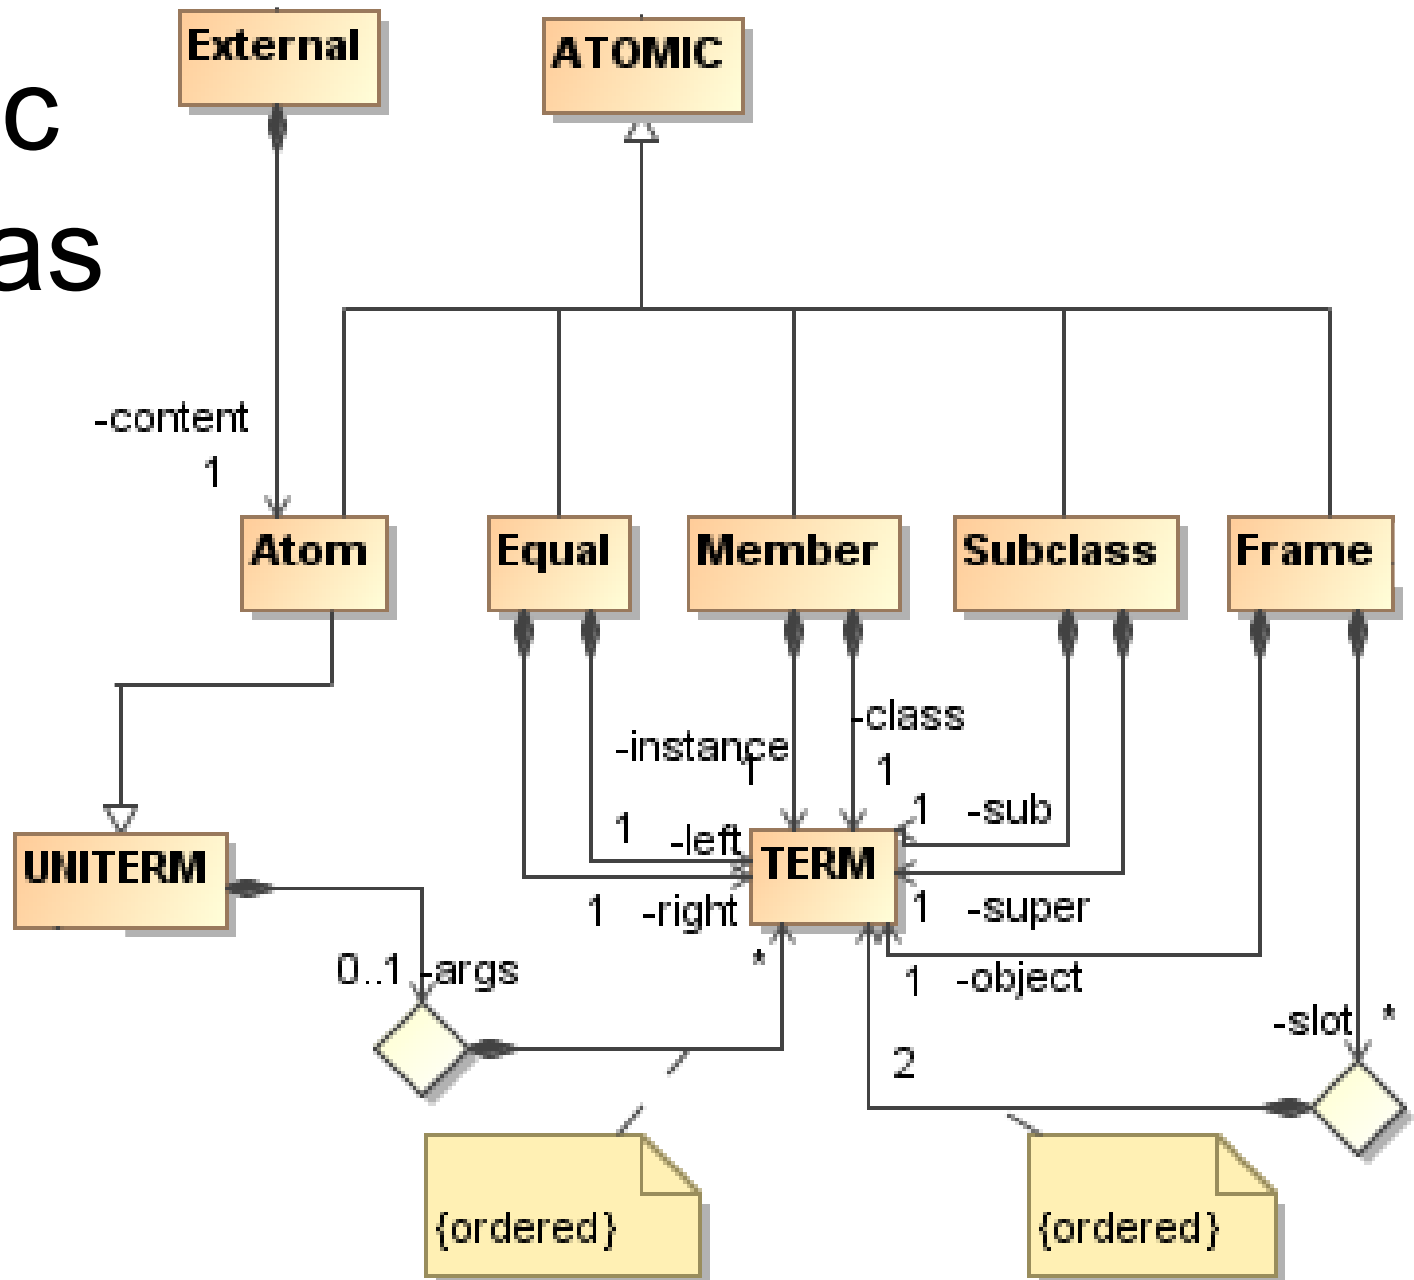 External
ATOMIC
c
as
-content
1
Atom
Equal
Member
Subclass
Frame
-class
-instance
1
1
1 -sub
1 -left
TERM
UNITERM
1 -right
1 -super
*
0..1 -args
1 -object
-slot *
2
{ordered}
{ordered}